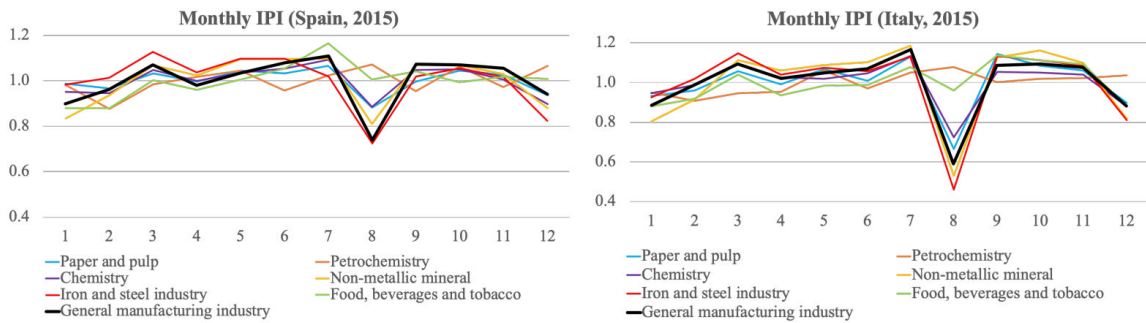 Monthly IPI (Spain, 2015)
1.2
1.0
0.8
0.6
0.4
1 2 3 4 5 6 7 8 9 10 11 12
Paper and pulp Petrochemistry
Chemistry Non-metallic mineral
Iron and steel industry Food, beverages and tobacco
General manufacturing industry
Monthly IPI (Italy, 2015)
1.2
1.0
0.8
0.6
0.4
1 2 3 4 5 6 7 8 9 10 11 12
Paper and pulp Petrochemistry
Chemistry Non-metallic mineral
Iron and steel industry Food, beverages and tobacco
General manufacturing industry